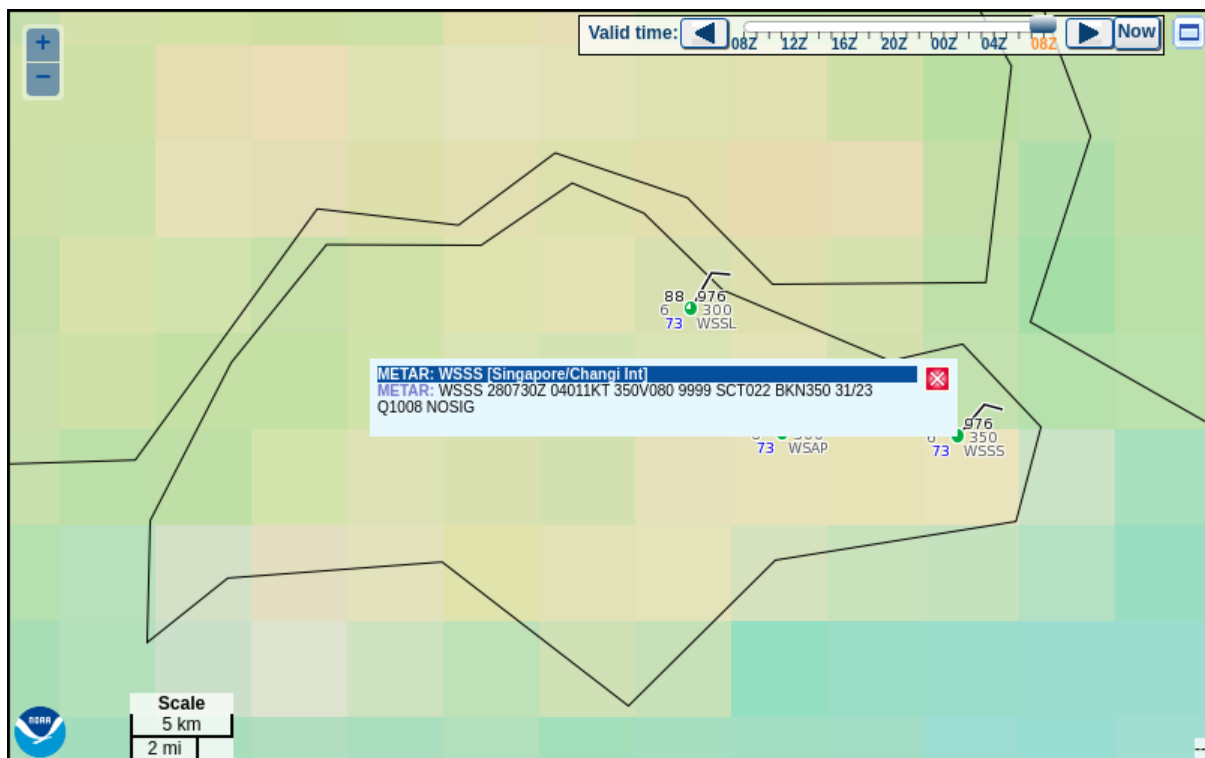 +
−
Valid time:
08Z 12Z 16Z 20Z 00Z 04Z 08Z
Now
88 976
6 300
73 WSSL
METAR: WSSS [Singapore/Changi Int]
METAR: WSSS 280730Z 04011KT 350V080 9999 SCT022 BKN350 31/23
Q1008 NOSIG
73 WSAP
976
6 350
73 WSSS
Scale
5 km
2 mi
NOAA